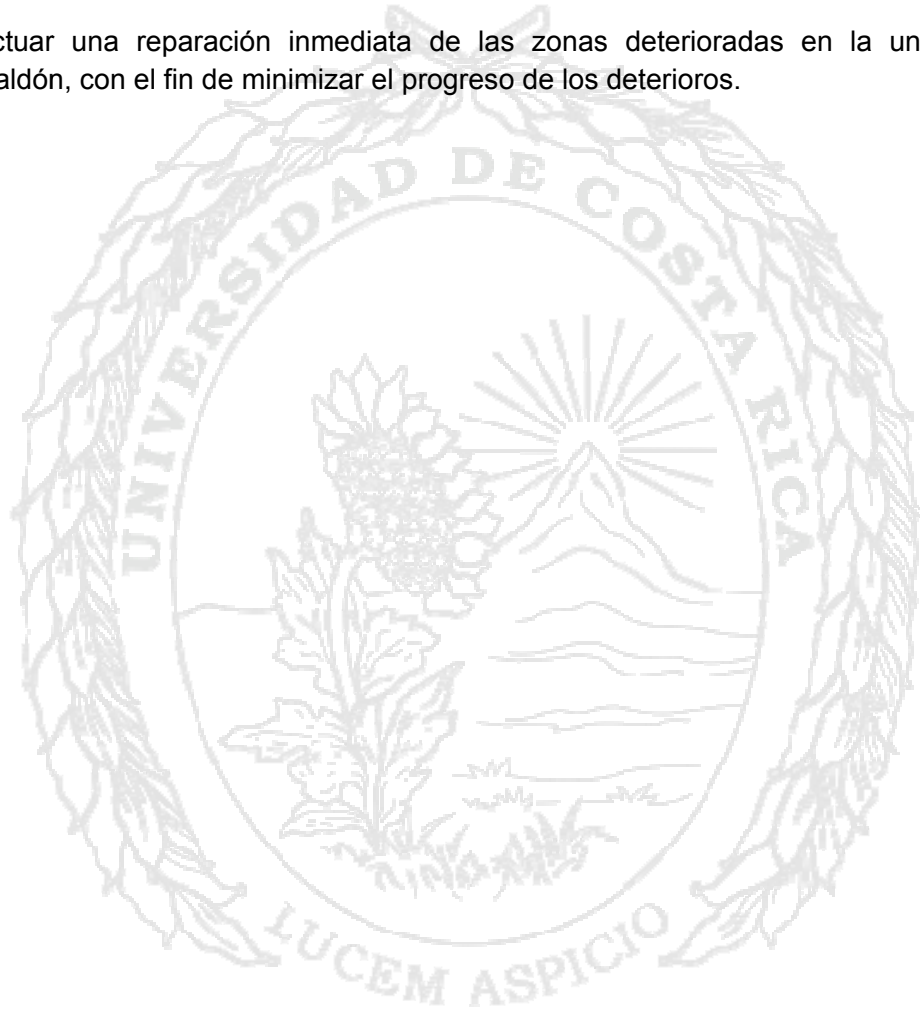 ctuar una reparación inmediata de las zonas deterioradas en la un
aldón, con el fin de minimizar el progreso de los deterioros.
UNIVERSIDAD DE COSTA RICA
LUCEM ASPICIO